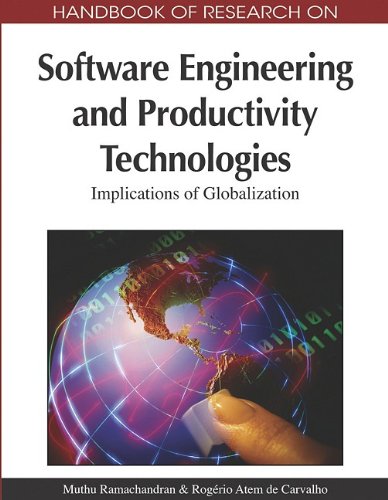 HANDBOOK OF RESEARCH ON
Software Engineering
and Productivity
Technologies
Implications of Globalization
Muthu Ramachandran & Rogério Atem de Carvalho